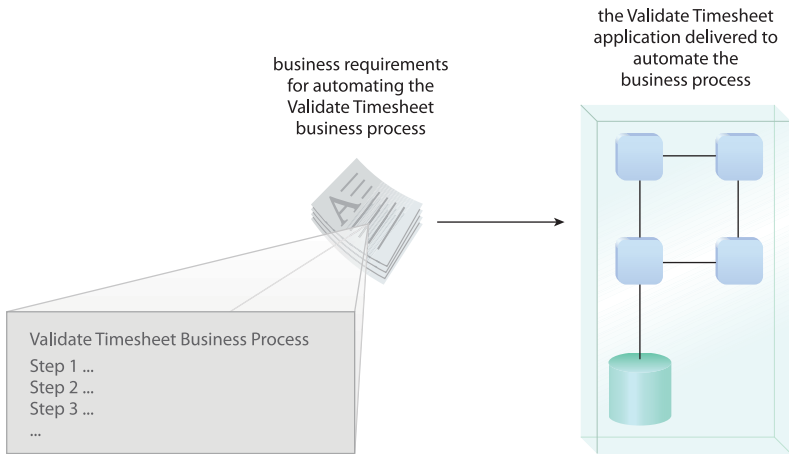 business requirements
for automating the
Validate Timesheet
business process
the Validate Timesheet
application delivered to
automate the
business process
A
Validate Timesheet Business Process
Step 1 ...
Step 2 ...
Step 3 ...
...